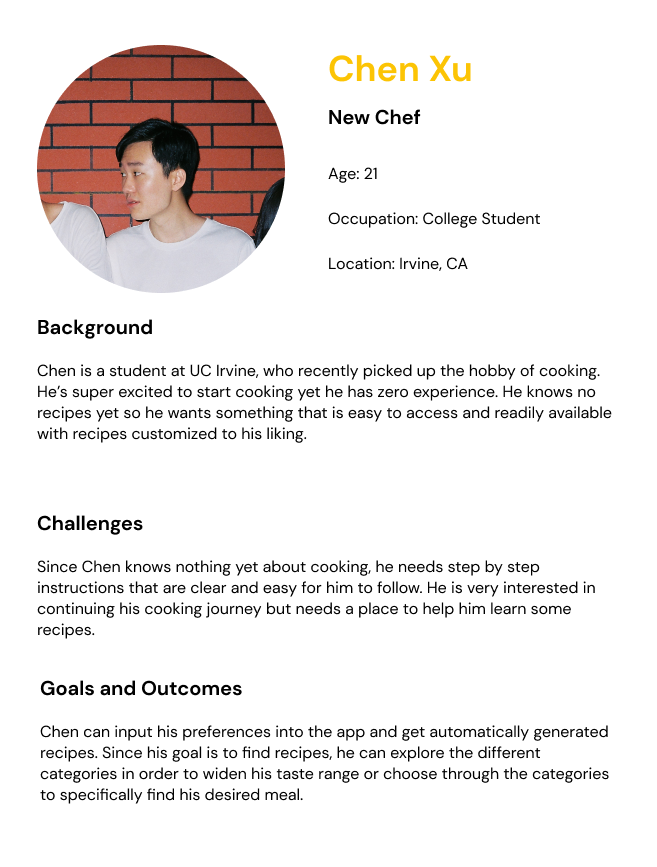 Chen Xu
New Chef
Age: 21
Occupation: College Student
Location: Irvine, CA
Background
Chen is a student at UC Irvine, who recently picked up the hobby of cooking.
He’s super excited to start cooking yet he has zero experience. He knows no
recipes yet so he wants something that is easy to access and readily available
with recipes customized to his liking.
Challenges
Since Chen knows nothing yet about cooking, he needs step by step
instructions that are clear and easy for him to follow. He is very interested in
continuing his cooking journey but needs a place to help him learn some
recipes.
Goals and Outcomes
Chen can input his preferences into the app and get automatically generated
recipes. Since his goal is to find recipes, he can explore the different
categories in order to widen his taste range or choose through the categories
to specifically find his desired meal.